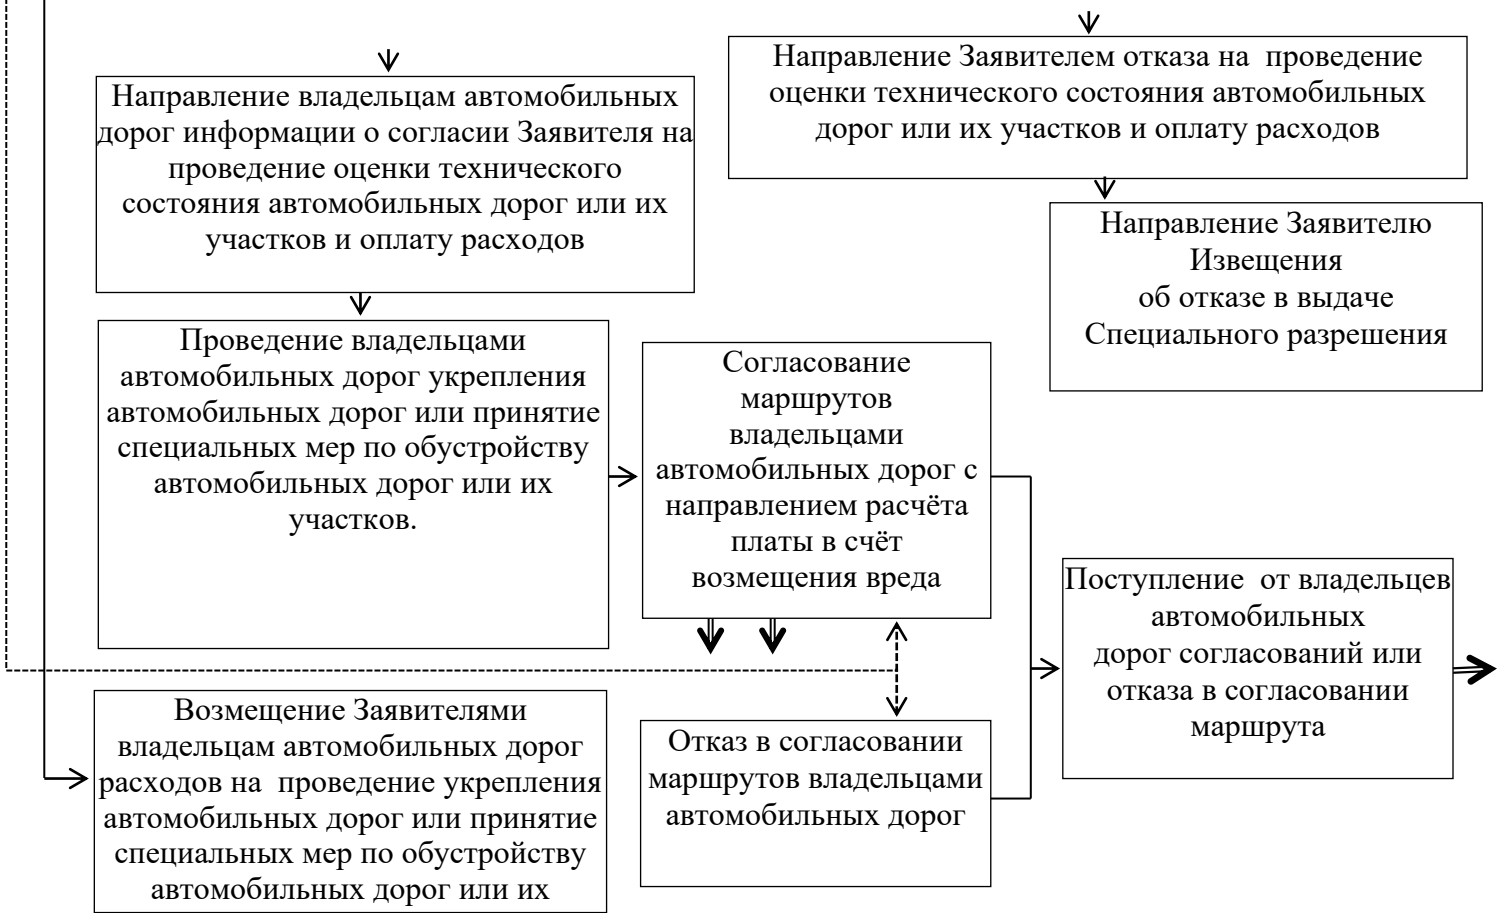 Направление Заявителем отказа на проведение
оценки технического состояния автомобильных
дорог или их участков и оплату расходов
Направление владельцам автомобильных
дорог информации о согласии Заявителя на
проведение оценки технического
состояния автомобильных дорог или их
участков и оплату расходов
Направление Заявителю
Извещения
об отказе в выдаче
Специального разрешения
Проведение владельцами
автомобильных дорог укрепления
автомобильных дорог или принятие
специальных мер по обустройству
автомобильных дорог или их
участков.
Согласование
маршрутов
владельцами
автомобильных дорог с
направлением расчёта
платы в счёт
возмещения вреда
Поступление от владельцев
автомобильных
дорог согласований или
отказа в согласовании
маршрута
Возмещение Заявителями
владельцам автомобильных дорог
расходов на проведение укрепления
автомобильных дорог или принятие
специальных мер по обустройству
автомобильных дорог или их
Отказ в согласовании
маршрутов владельцами
автомобильных дорог